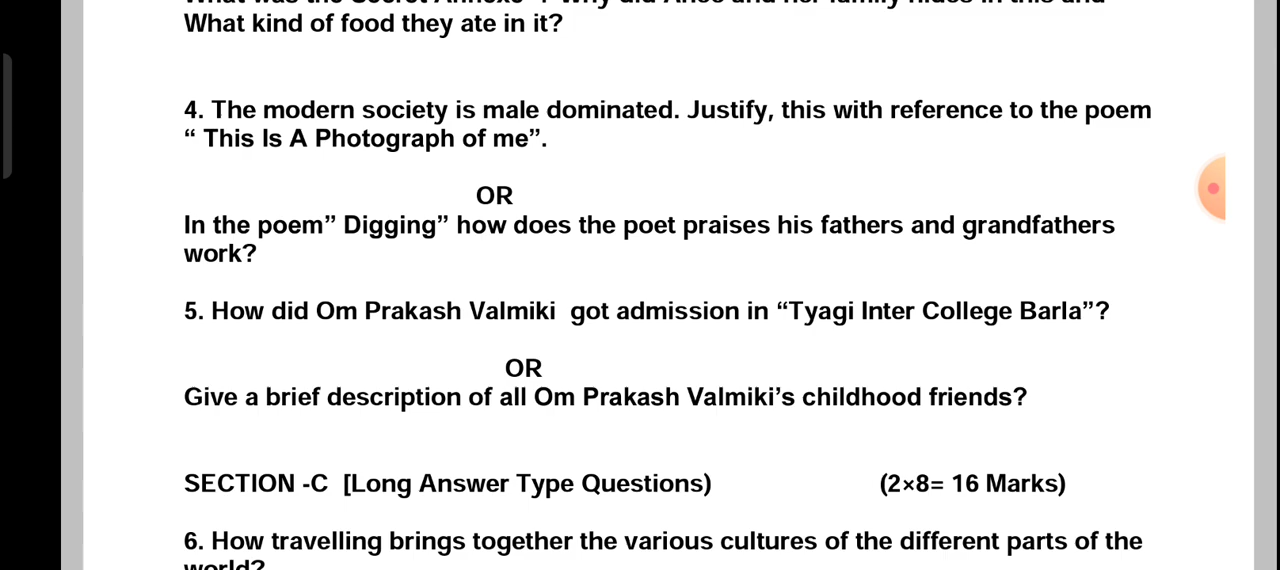 What kind of food they ate in it?
4. The modern society is male dominated. Justify, this with reference to the poem
“ This Is A Photograph of me”.
OR
In the poem” Digging” how does the poet praises his fathers and grandfathers
work?
5. How did Om Prakash Valmiki  got admission in “Tyagi Inter College Barla”?
OR
Give a brief description of all Om Prakash Valmiki’s childhood friends?
SECTION -C  [Long Answer Type Questions)    (2×8= 16 Marks)
6. How travelling brings together the various cultures of the different parts of the
world?